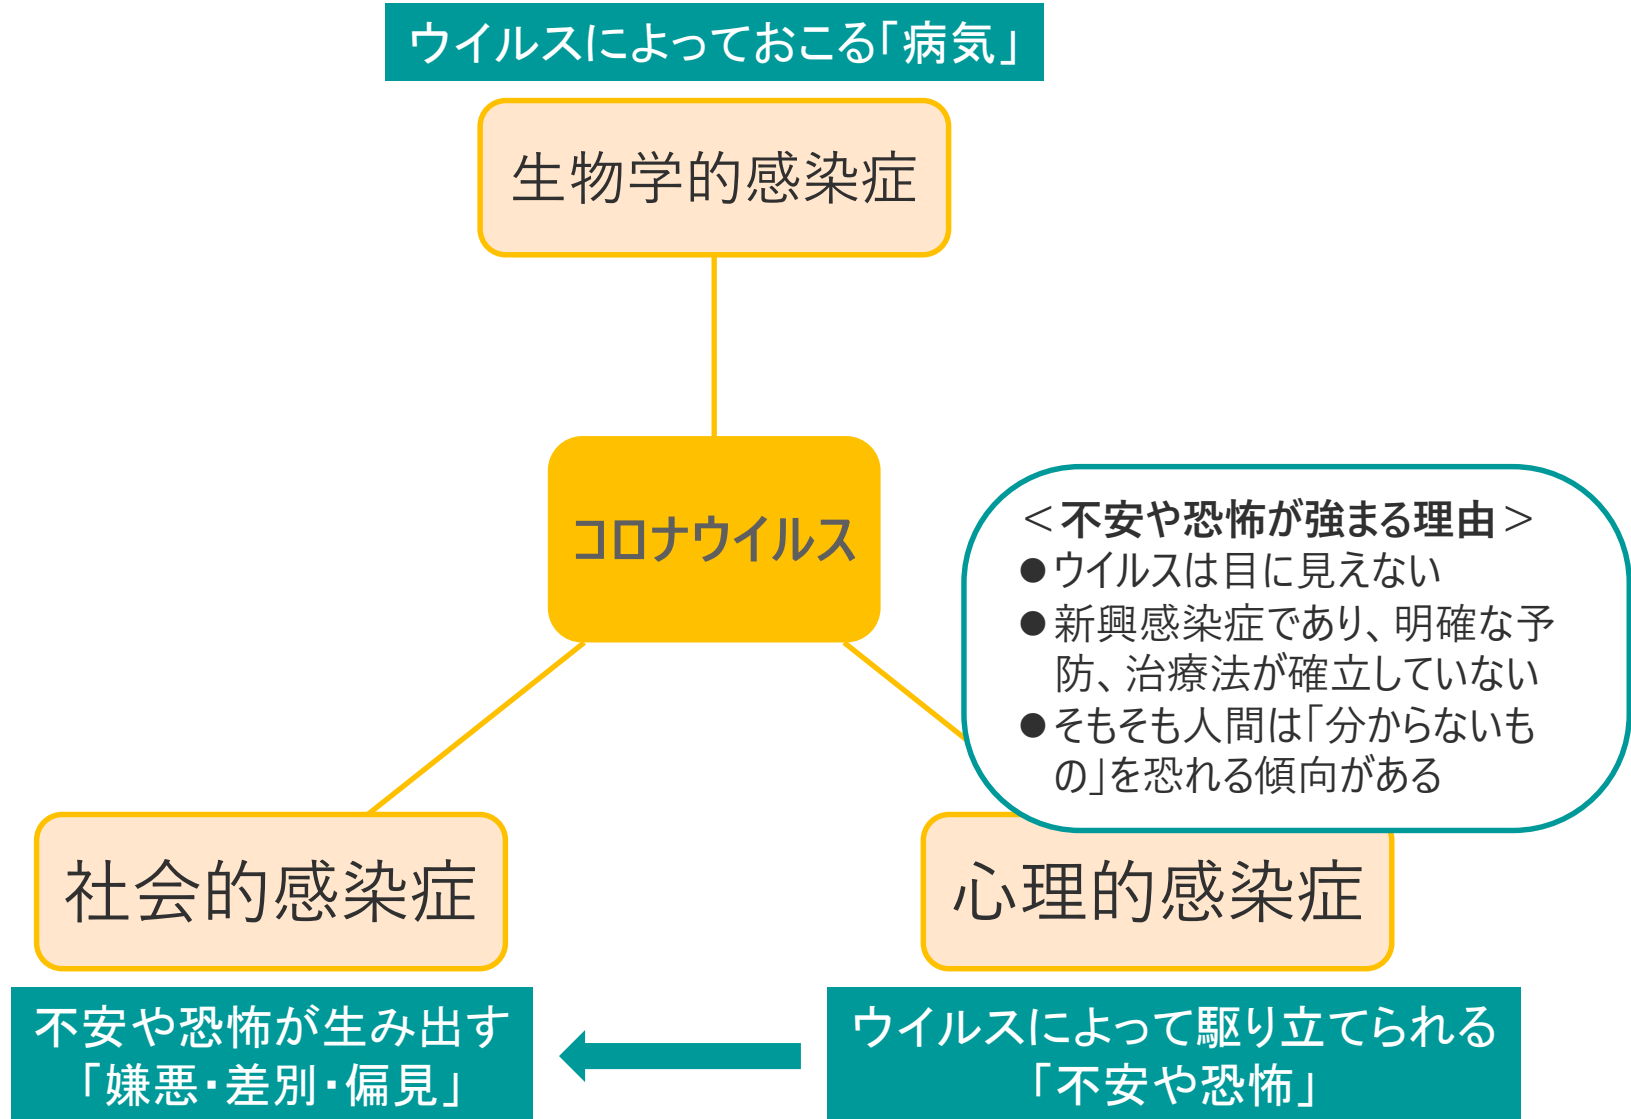 ウイルスによっておこる「病気」
生物学的感染症
コロナウイルス
＜不安や恐怖が強まる理由＞
●ウイルスは目に見えない
●新興感染症であり、明確な予
防、治療法が確立していない
●そもそも人間は「分からないも
の」を恐れる傾向がある
社会的感染症
心理的感染症
不安や恐怖が生み出す
「嫌悪・差別・偏見」
ウイルスによって駆り立てられる
「不安や恐怖」